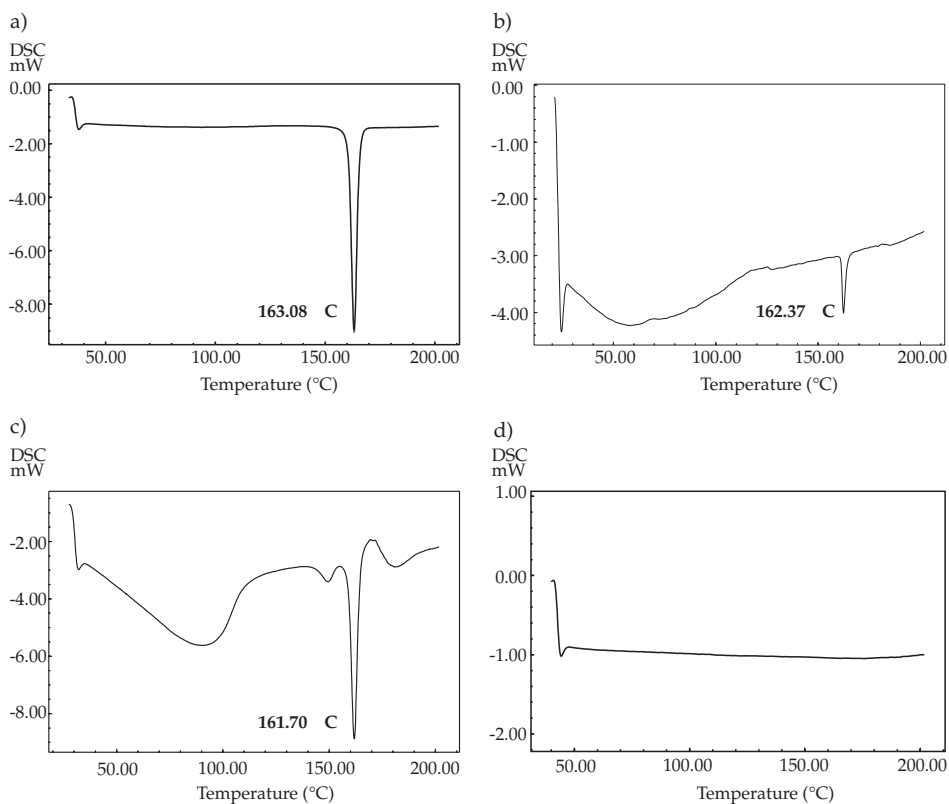 a)
DSC
mW
0.00
-2.00
-4.00
-6.00
-8.00
163.08 C
50.00 100.00 150.00 200.00
Temperature (°C)
b)
DSC
mW
0.00
-1.00
-2.00
-3.00
-4.00
162.37 C
50.00 100.00 150.00 200.00
Temperature (°C)
c)
DSC
mW
-2.00
-4.00
-6.00
-8.00
161.70 C
50.00 100.00 150.00 200.00
Temperature (°C)
d)
DSC
mW
1.00
0.00
-1.00
-2.00
50.00 100.00 150.00 200.00
Temperature (°C)